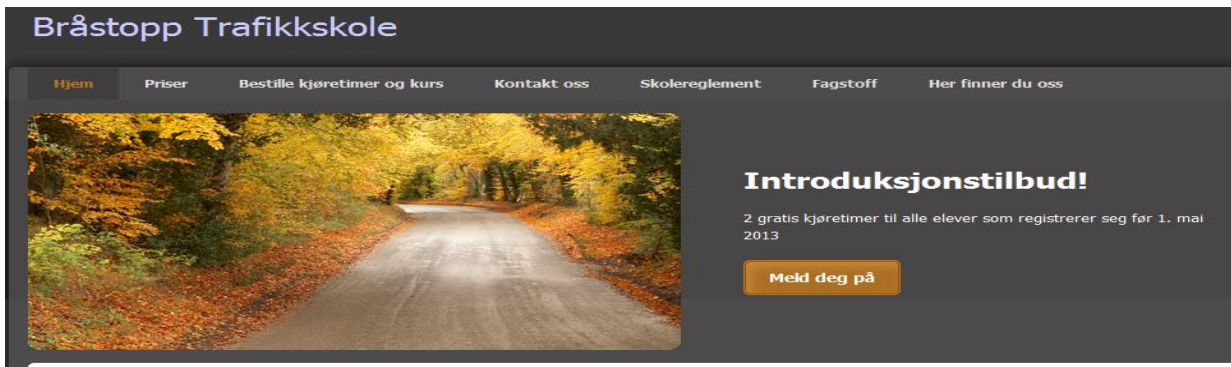 Bråstopp Trafikkskole
Hjem Priser Bestille kjøretimer og kurs Kontakt oss Skolereglement Fagstoff Her finner du oss
Introduksjonstilbud!
2 gratis kjøretimer til alle elever som registrerer seg før 1. mai
2013
Meld deg på